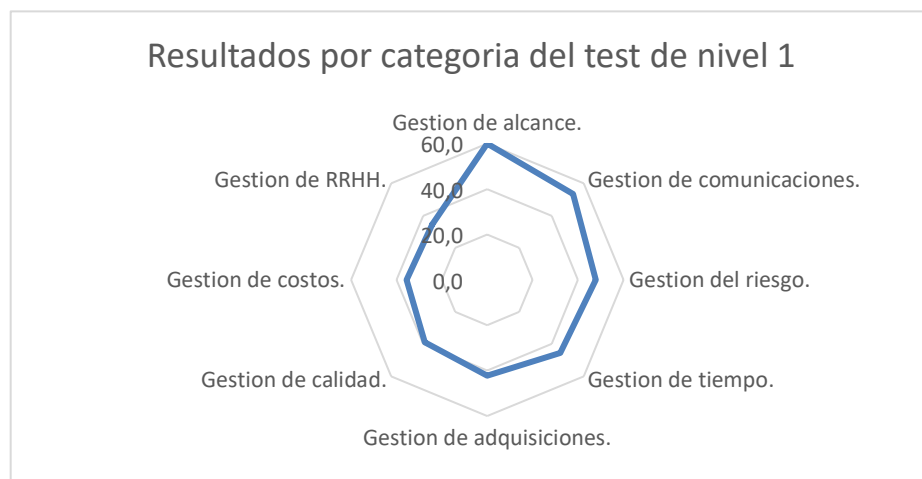 Resultados por categoria del test de nivel 1
Gestion de alcance.
60,0
Gestion de RRHH.
Gestion de comunicaciones.
40,0
20,0
Gestion de costos.
0,0
Gestion del riesgo.
Gestion de calidad.
Gestion de tiempo.
Gestion de adquisiciones.